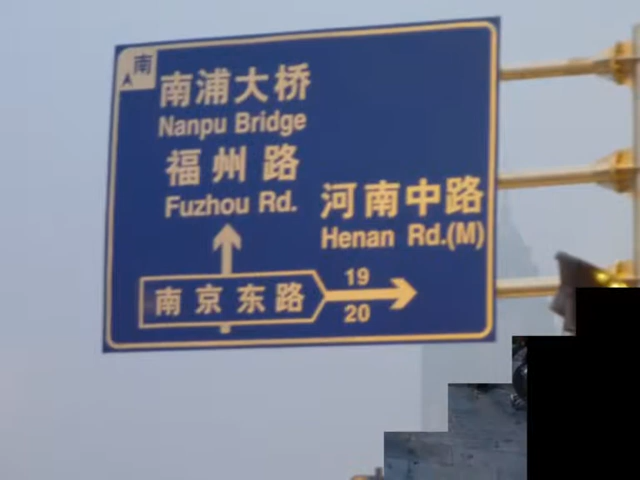 南
南浦大桥
Nanpu Bridge
福州路
Fuzhou Rd.
河南中路
Henan Rd.(M)
南京东路
19
20